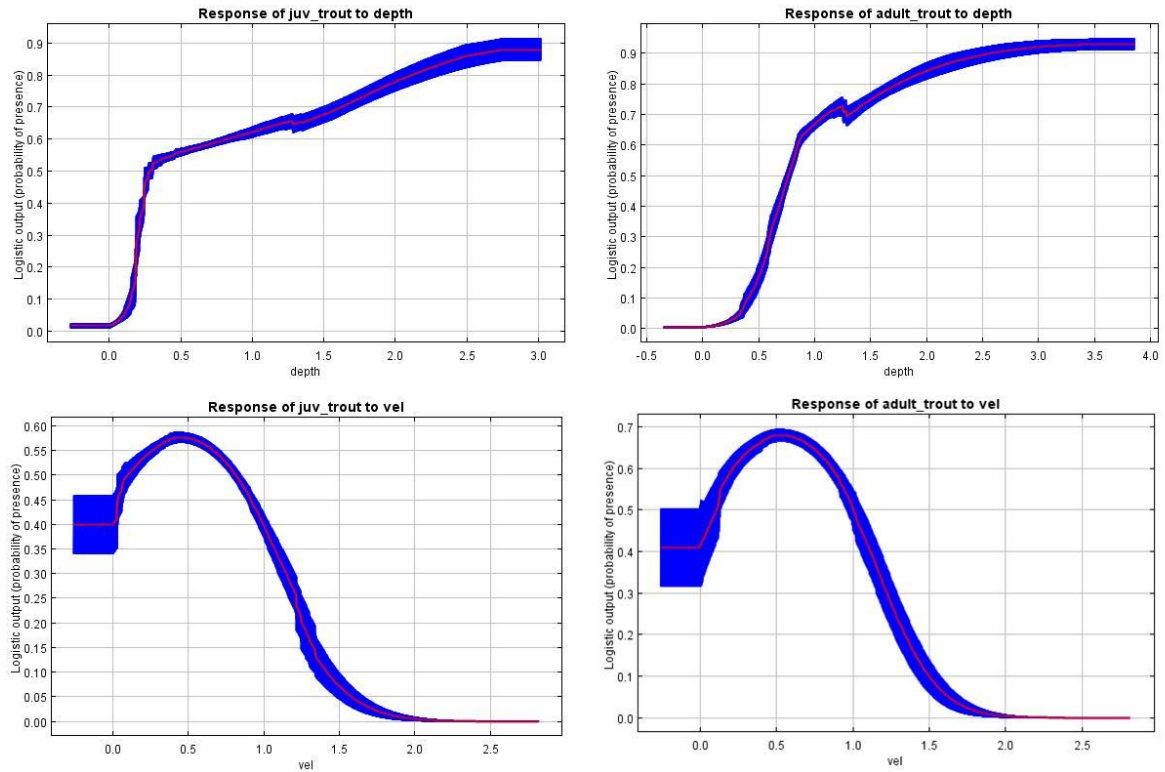 Response of juv_trout to depth
Logistic output (probability of presence)
0.9
0.8
0.7
0.6
0.5
0.4
0.3
0.2
0.1
0.0
0.0 0.5 1.0 1.5 2.0 2.5 3.0
depth
Response of adult_trout to depth
Logistic output (probability of presence)
0.9
0.8
0.7
0.6
0.5
0.4
0.3
0.2
0.1
0.0
-0.5 0.0 0.5 1.0 1.5 2.0 2.5 3.0 3.5 4.0
depth
Response of juv_trout to vel
Logistic output (probability of presence)
0.60
0.55
0.50
0.45
0.40
0.35
0.30
0.25
0.20
0.15
0.10
0.05
0.00
0.0 0.5 1.0 1.5 2.0 2.5
vel
Response of adult_trout to vel
Logistic output (probability of presence)
0.7
0.6
0.5
0.4
0.3
0.2
0.1
0.0
0.0 0.5 1.0 1.5 2.0 2.5
vel